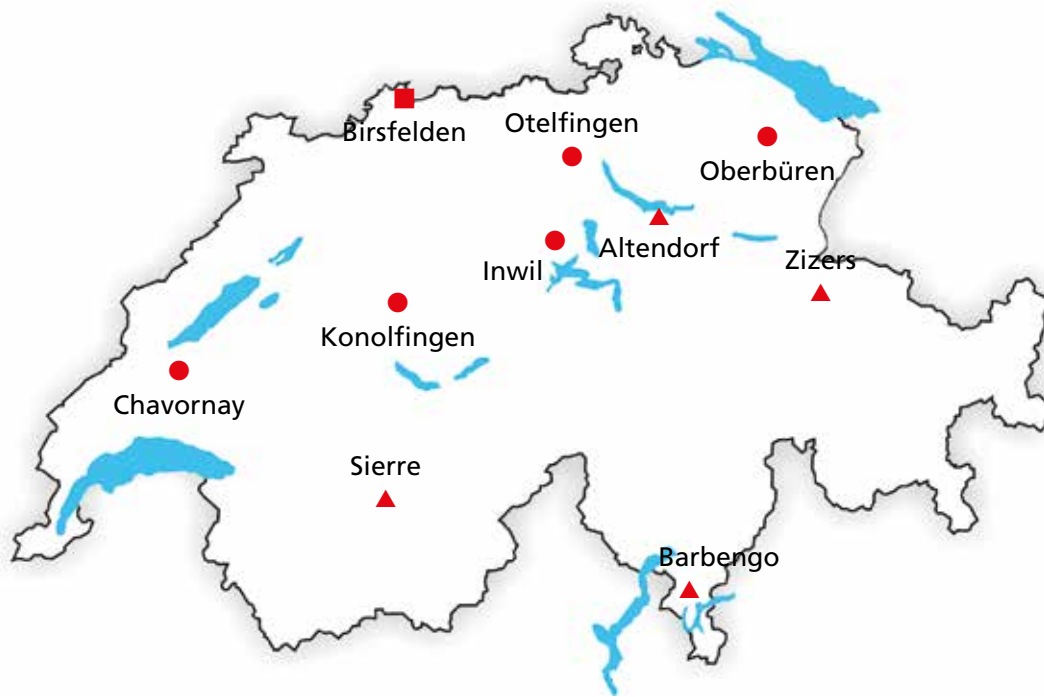 Birsfelden
Otelfingen
Oberbüren
Altendorf
Zizers
Inwil
Konolfingen
Chavornay
Sierre
Barbengo